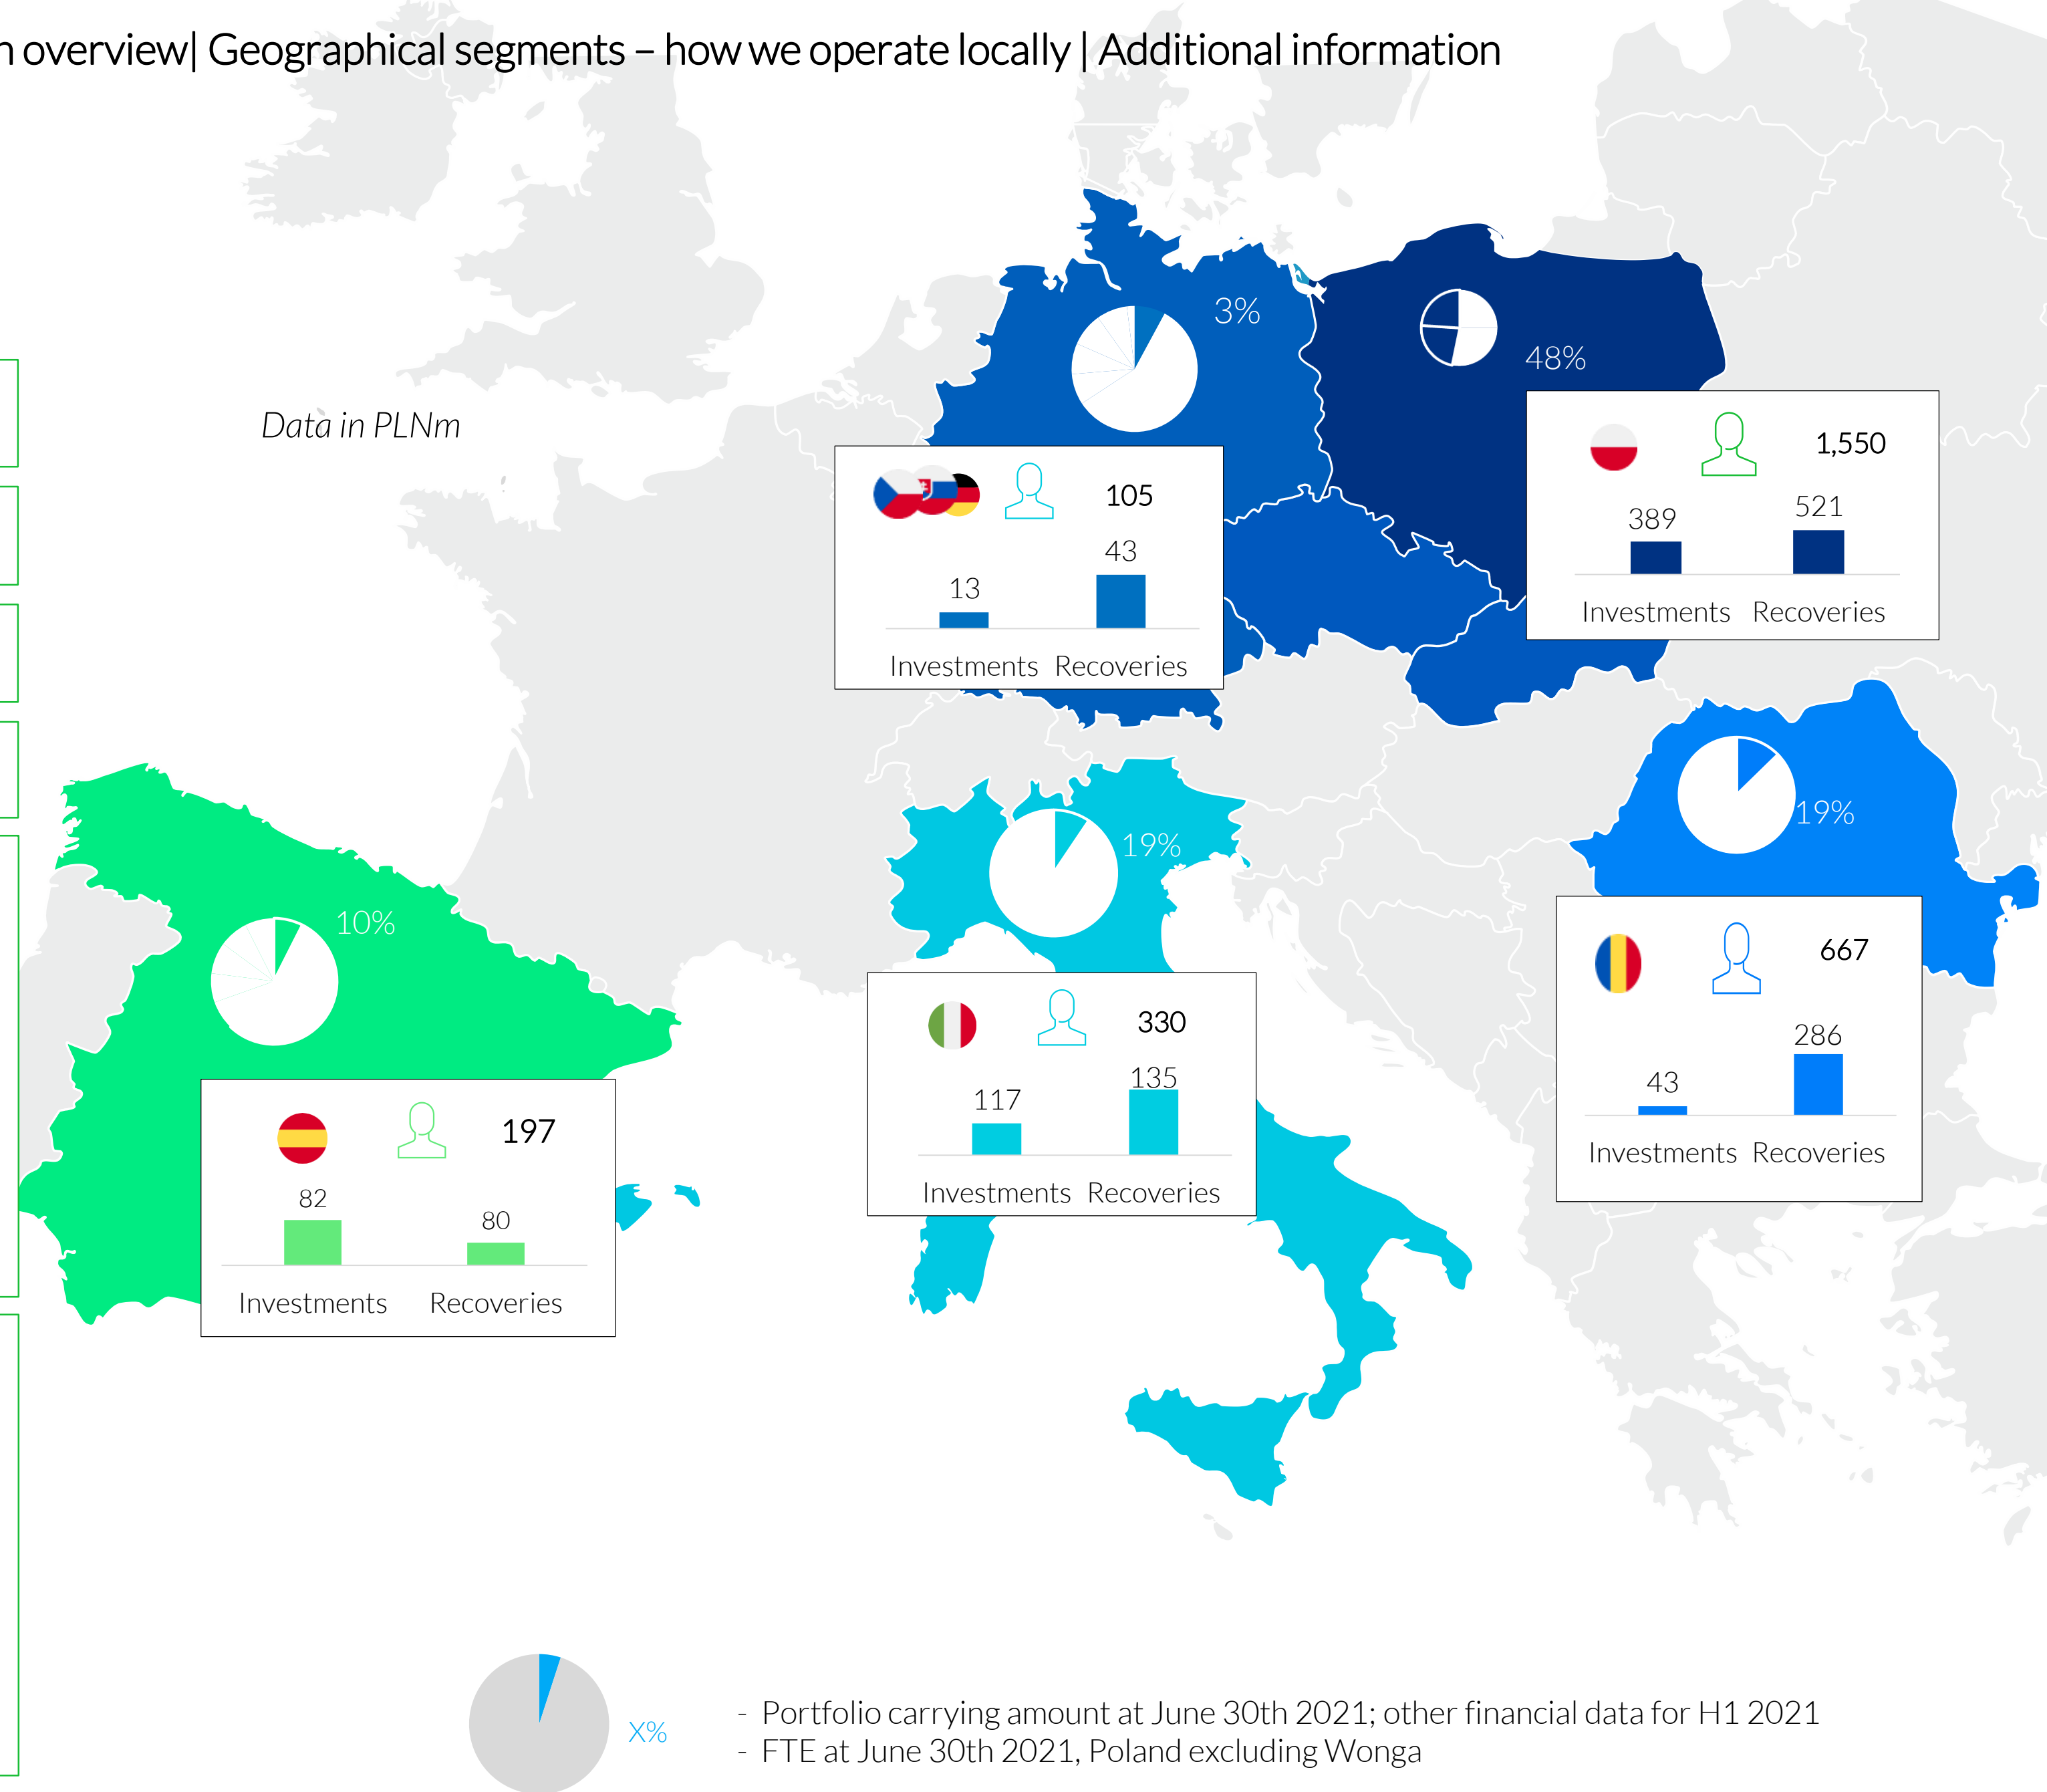 n overview| Geographical segments – how we operate locally | Additional information
Data in PLNm
3%
48%
105
43
13
Investments Recoveries
1,550
521
389
Investments Recoveries
10%
19%
19%
197
82
80
Investments Recoveries
330
135
117
Investments Recoveries
667
286
43
Investments Recoveries
X%
- Portfolio carrying amount at June 30th 2021; other financial data for H1 2021
- FTE at June 30th 2021, Poland excluding Wonga